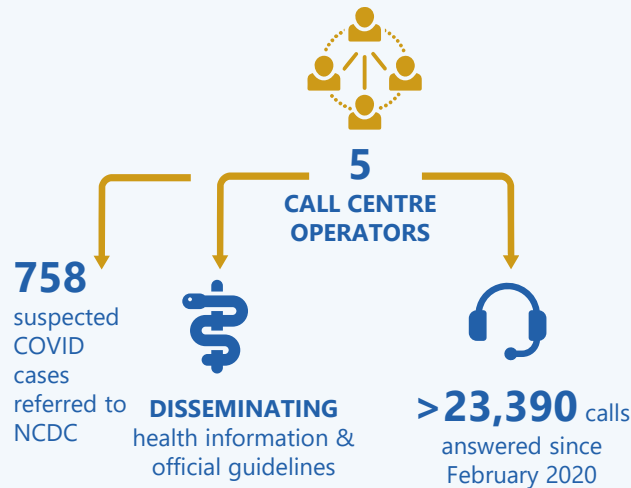 5
CALL CENTRE
OPERATORS
758
suspected
COVID
cases
referred to
NCDC
DISSEMINATING
health information &
official guidelines
>23,390 calls
answered since
February 2020